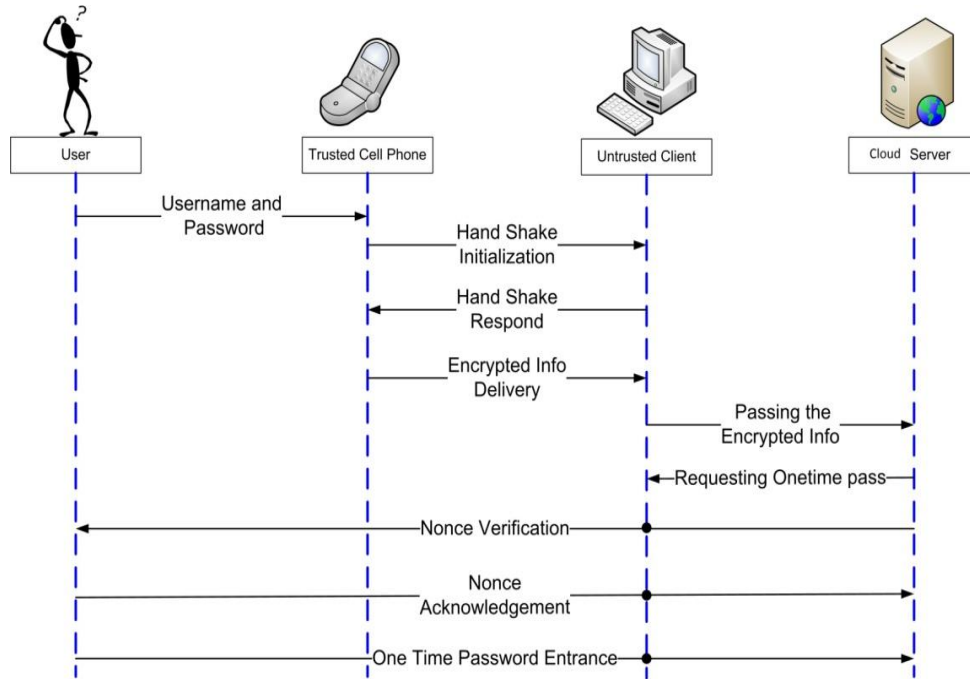 ?
User
Trusted Cell Phone
Untrusted Client
Cloud Server
Username and
Password
Hand Shake
Initialization
Hand Shake
Respond
Encrypted Info
Delivery
Passing the
Encrypted Info
Requesting Onetime pass
Nonce Verification
Nonce
Acknowledgement
One Time Password Entrance